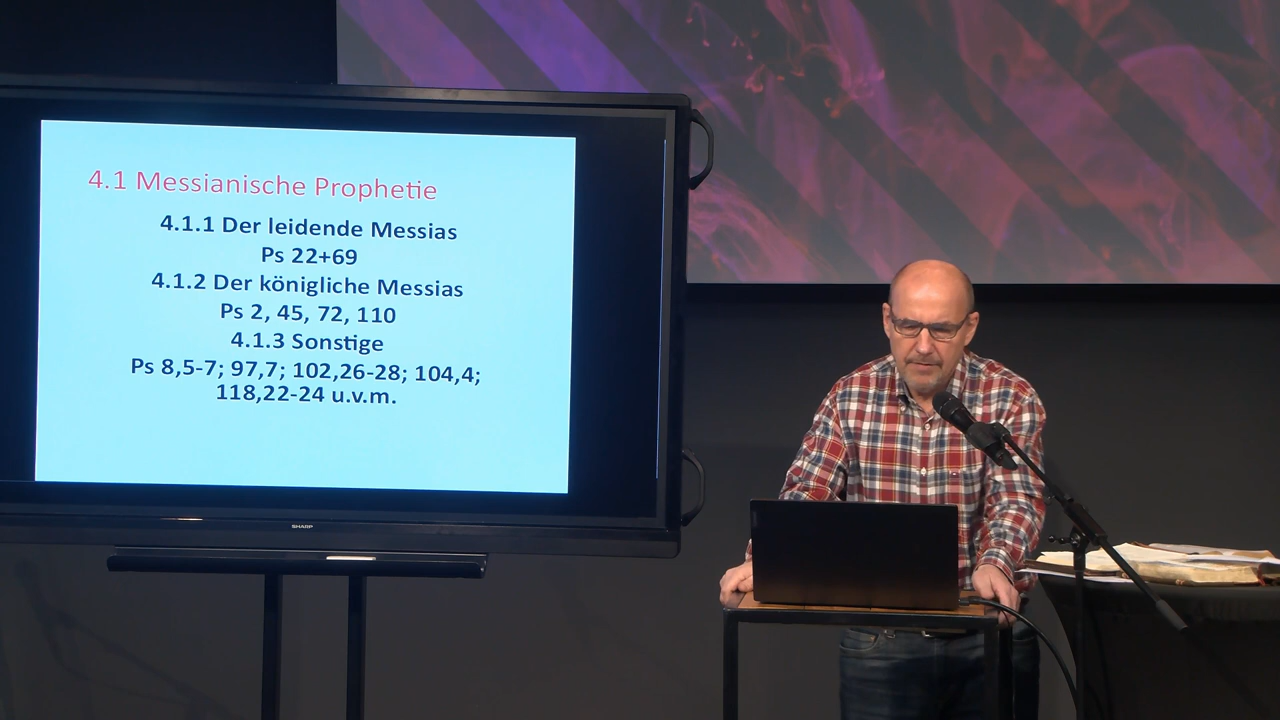 4.1 Messianische Prophetie
4.1.1 Der leidende Messias
Ps 22+69
4.1.2 Der königliche Messias
Ps 2, 45, 72, 110
4.1.3 Sonstige
Ps 8,5-7; 97,7; 102,26-28; 104,4;
118,22-24 u.v.m.
SHARP